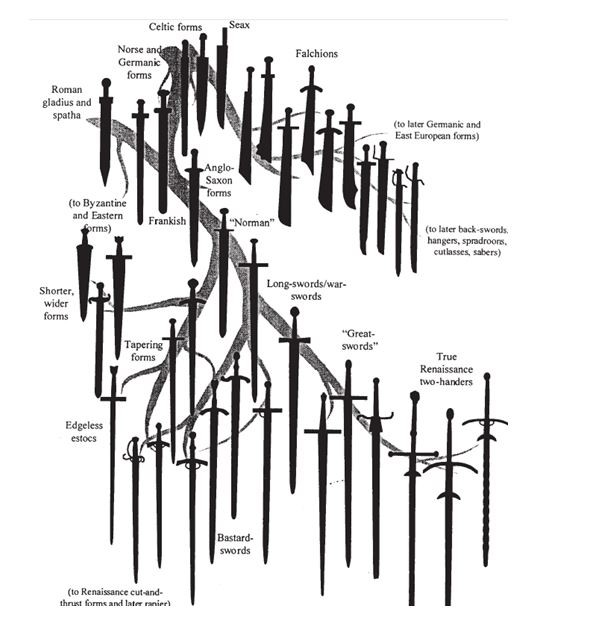 Celtic forms
Seax
Norse and
Germanic
forms
Falchions
Roman
gladius and
spatha
(to later Germanic and
East European forms)
Anglo-
Saxon
forms
(to Byzantine
and Eastern
forms)
Frankish
“Norman”
(to later back-swords,
hangers, spradroons,
cutlasses, sabers)
Long-swords/war-
swords
Shorter,
wider
forms
“Great-
swords”
Tapering
forms
True
Renaissance
two-handers
Edgeless
estocs
Bastard-
swords
(to Renaissance cut-and-
thrust forms and later rapier)